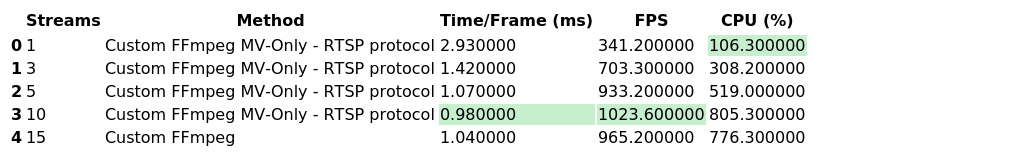 Streams Method Time/Frame (ms) FPS CPU (%)
0 1 Custom FFmpeg MV-Only - RTSP protocol 2.930000 341.200000 106.300000
1 3 Custom FFmpeg MV-Only - RTSP protocol 1.420000 703.300000 308.200000
2 5 Custom FFmpeg MV-Only - RTSP protocol 1.070000 933.200000 519.000000
3 10 Custom FFmpeg MV-Only - RTSP protocol 0.980000 1023.600000 805.300000
4 15 Custom FFmpeg 1.040000 965.200000 776.300000